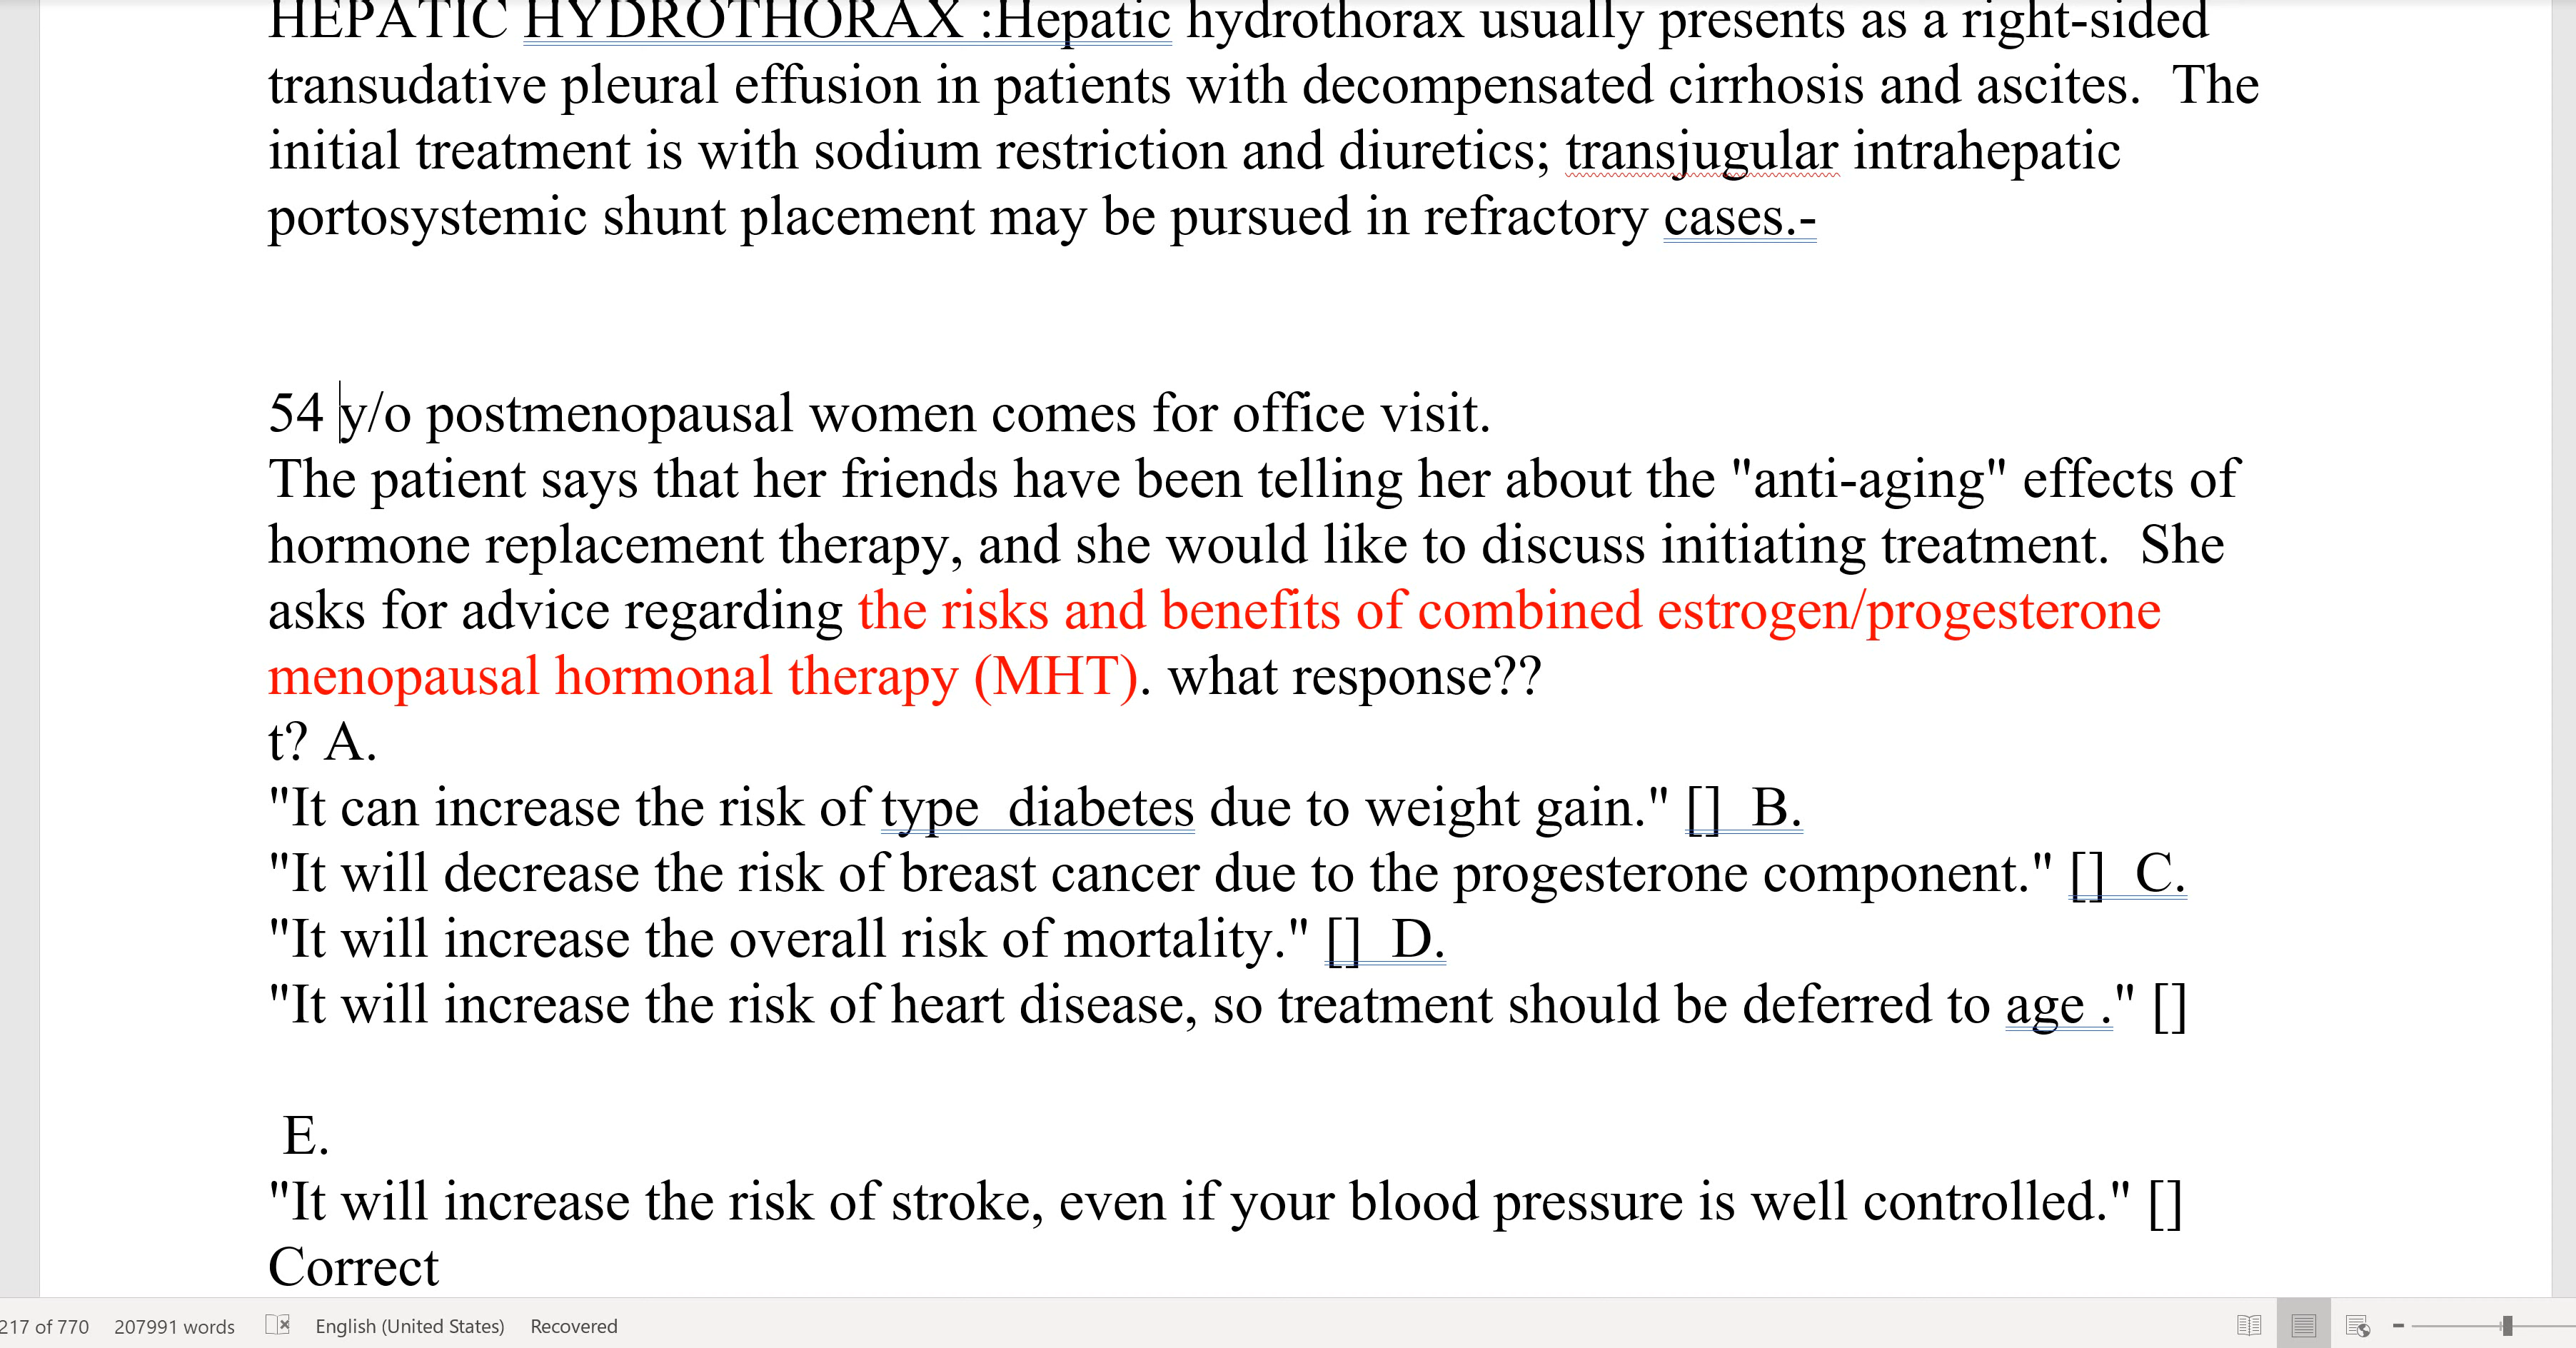 HEPATIC HYDROTHORAX :Hepatic hydrothorax usually presents as a right-sided
transudative pleural effusion in patients with decompensated cirrhosis and ascites.  The
initial treatment is with sodium restriction and diuretics; transjugular intrahepatic
portosystemic shunt placement may be pursued in refractory cases.-
54 y/o postmenopausal women comes for office visit.
The patient says that her friends have been telling her about the "anti-aging" effects of
hormone replacement therapy, and she would like to discuss initiating treatment.  She
asks for advice regarding the risks and benefits of combined estrogen/progesterone
menopausal hormonal therapy (MHT). what response??
t? A.
"It can increase the risk of type  diabetes due to weight gain." []  B.
"It will decrease the risk of breast cancer due to the progesterone component." []  C.
"It will increase the overall risk of mortality." []  D.
"It will increase the risk of heart disease, so treatment should be deferred to age ." []
E.
"It will increase the risk of stroke, even if your blood pressure is well controlled." []
Correct
217 of 770 207991 words English (United States) Recovered